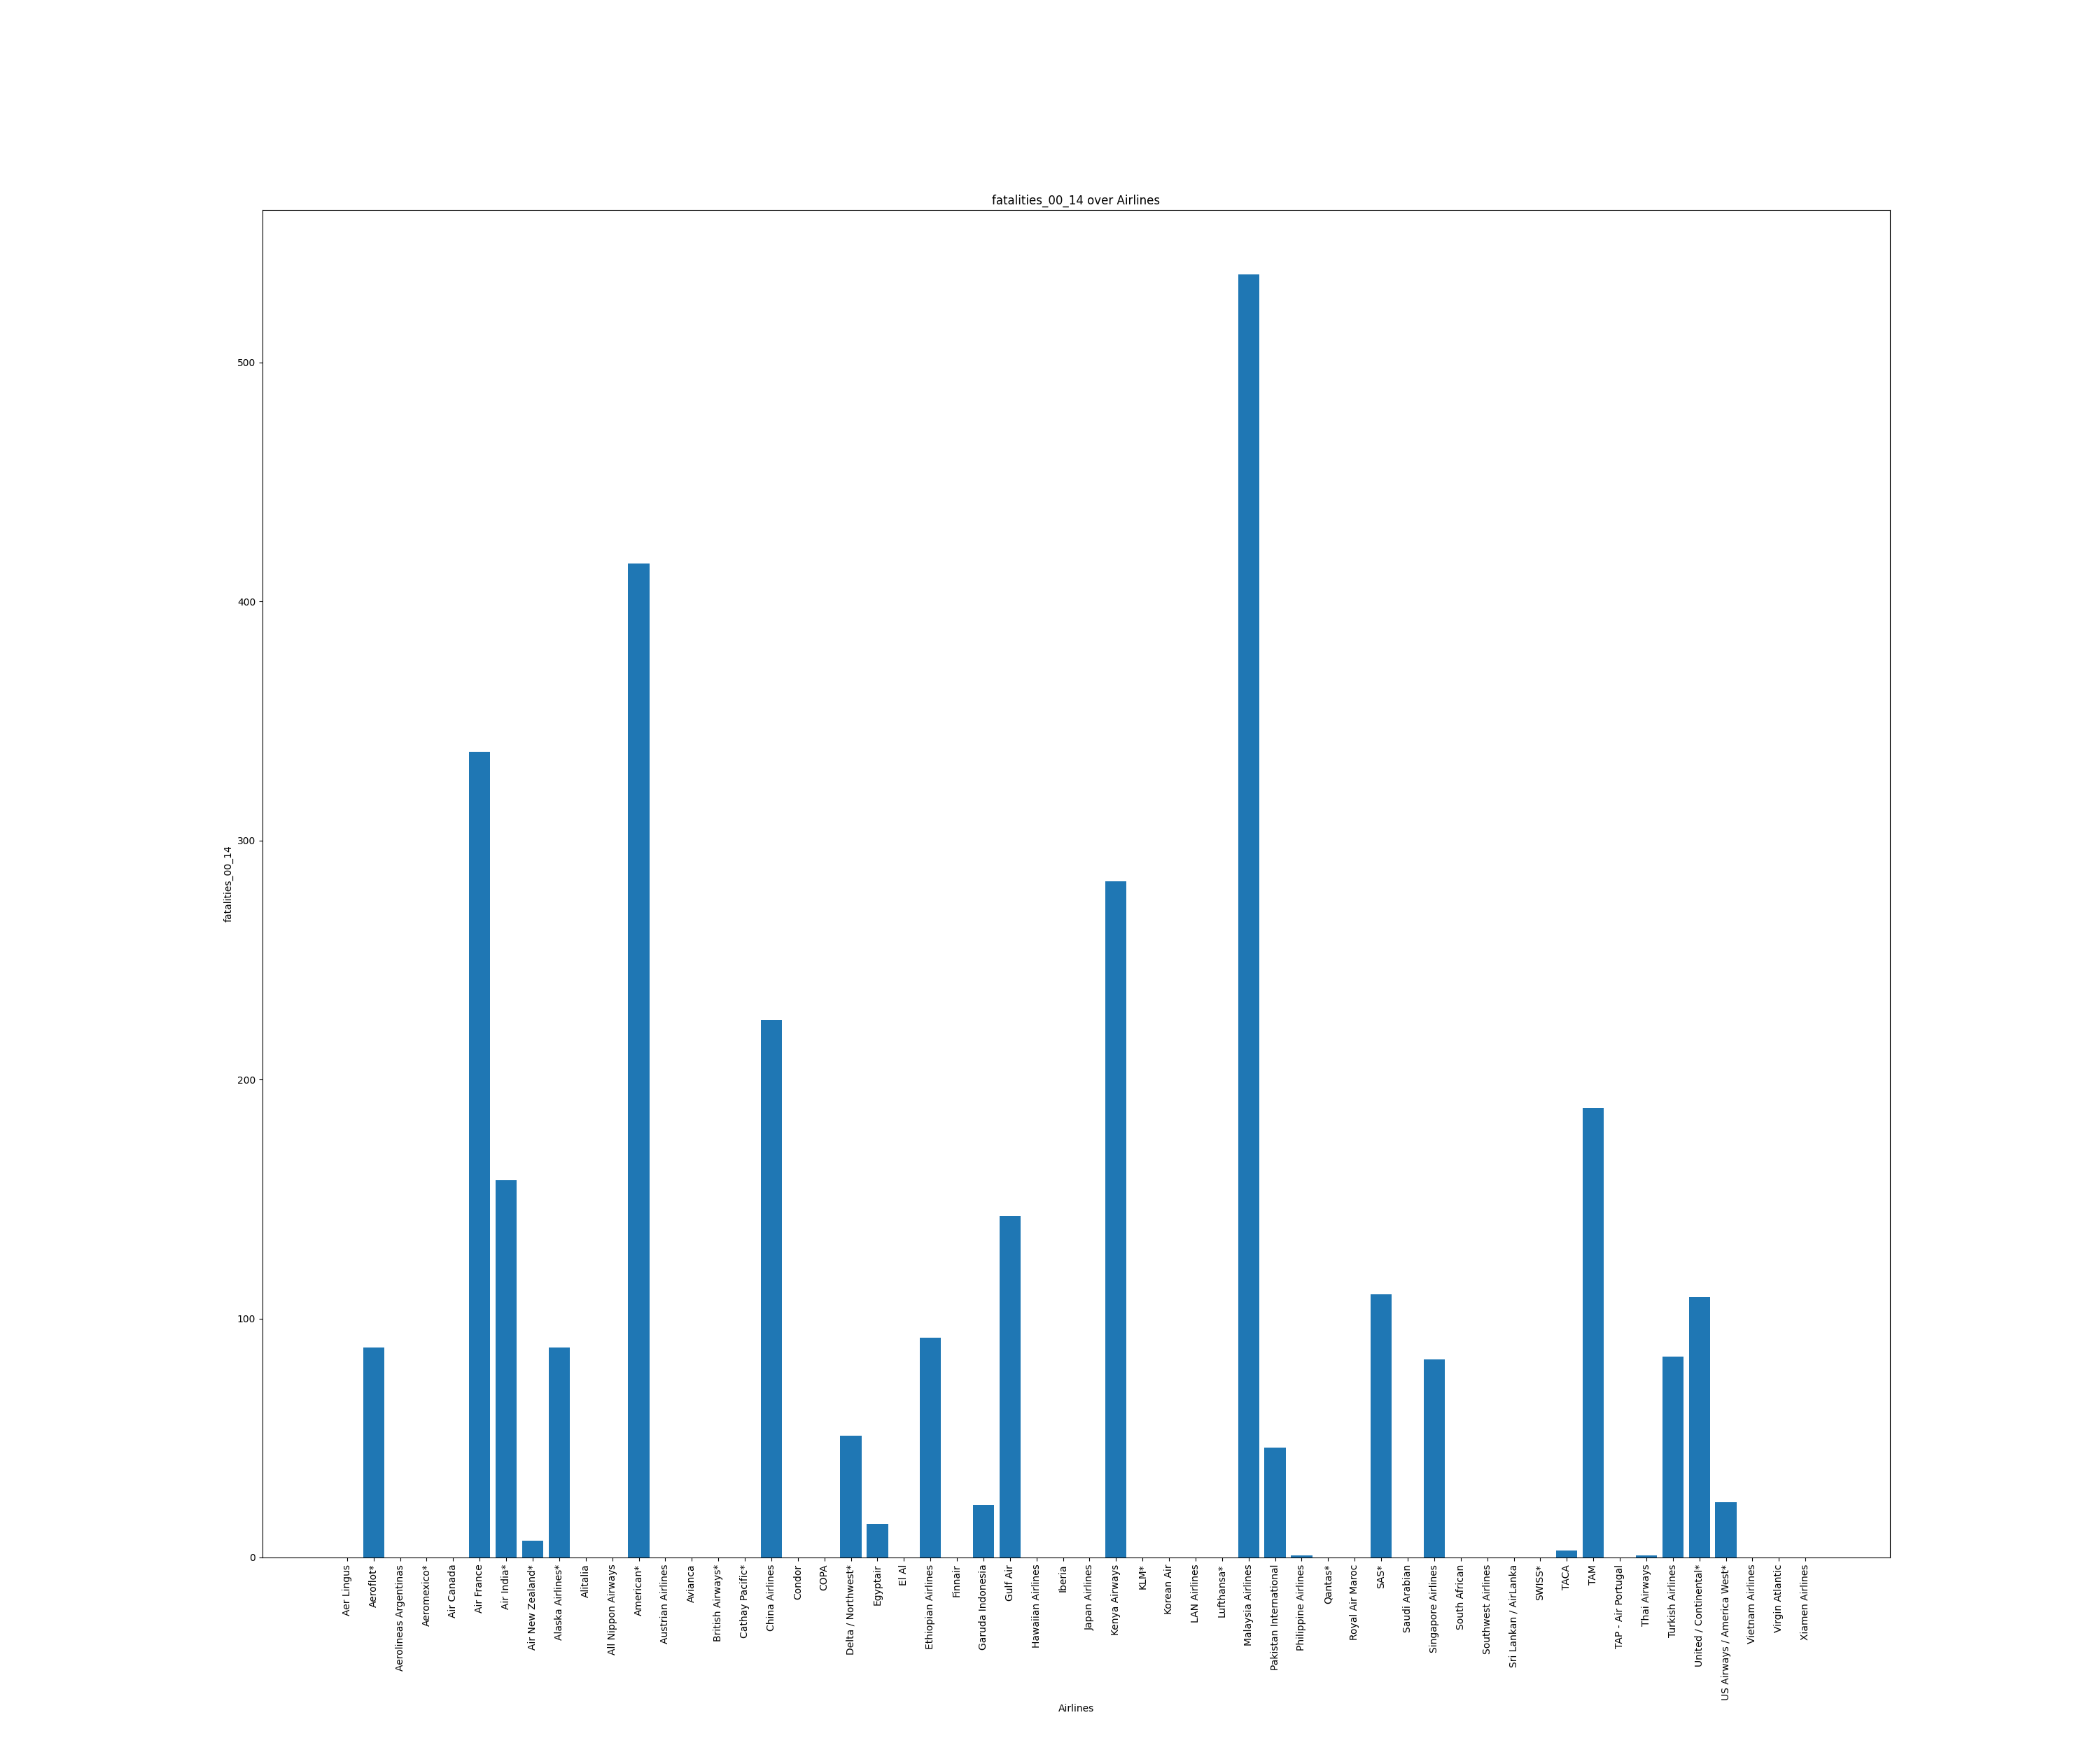 fatalities_00_14 over Airlines
fatalities_00_14
500
400
300
200
100
0
Aer Lingus
Aeroflot*
Aerolineas Argentinas
Aeromexico*
Air Canada
Air France
Air India*
Air New Zealand*
Alaska Airlines*
Alitalia
All Nippon Airways
American*
Austrian Airlines
Avianca
British Airways*
Cathay Pacific*
China Airlines
Condor
COPA
Delta / Northwest*
Egyptair
El Al
Ethiopian Airlines
Finnair
Garuda Indonesia
Gulf Air
Hawaiian Airlines
Iberia
Japan Airlines
Kenya Airways
KLM*
Korean Air
LAN Airlines
Lufthansa*
Malaysia Airlines
Pakistan International
Philippine Airlines
Qantas*
Royal Air Maroc
SAS*
Saudi Arabian
Singapore Airlines
South African
Southwest Airlines
Sri Lankan / AirLanka
SWISS*
TACA
TAM
TAP - Air Portugal
Thai Airways
Turkish Airlines
United / Continental*
US Airways / America West*
Vietnam Airlines
Virgin Atlantic
Xiamen Airlines
Airlines